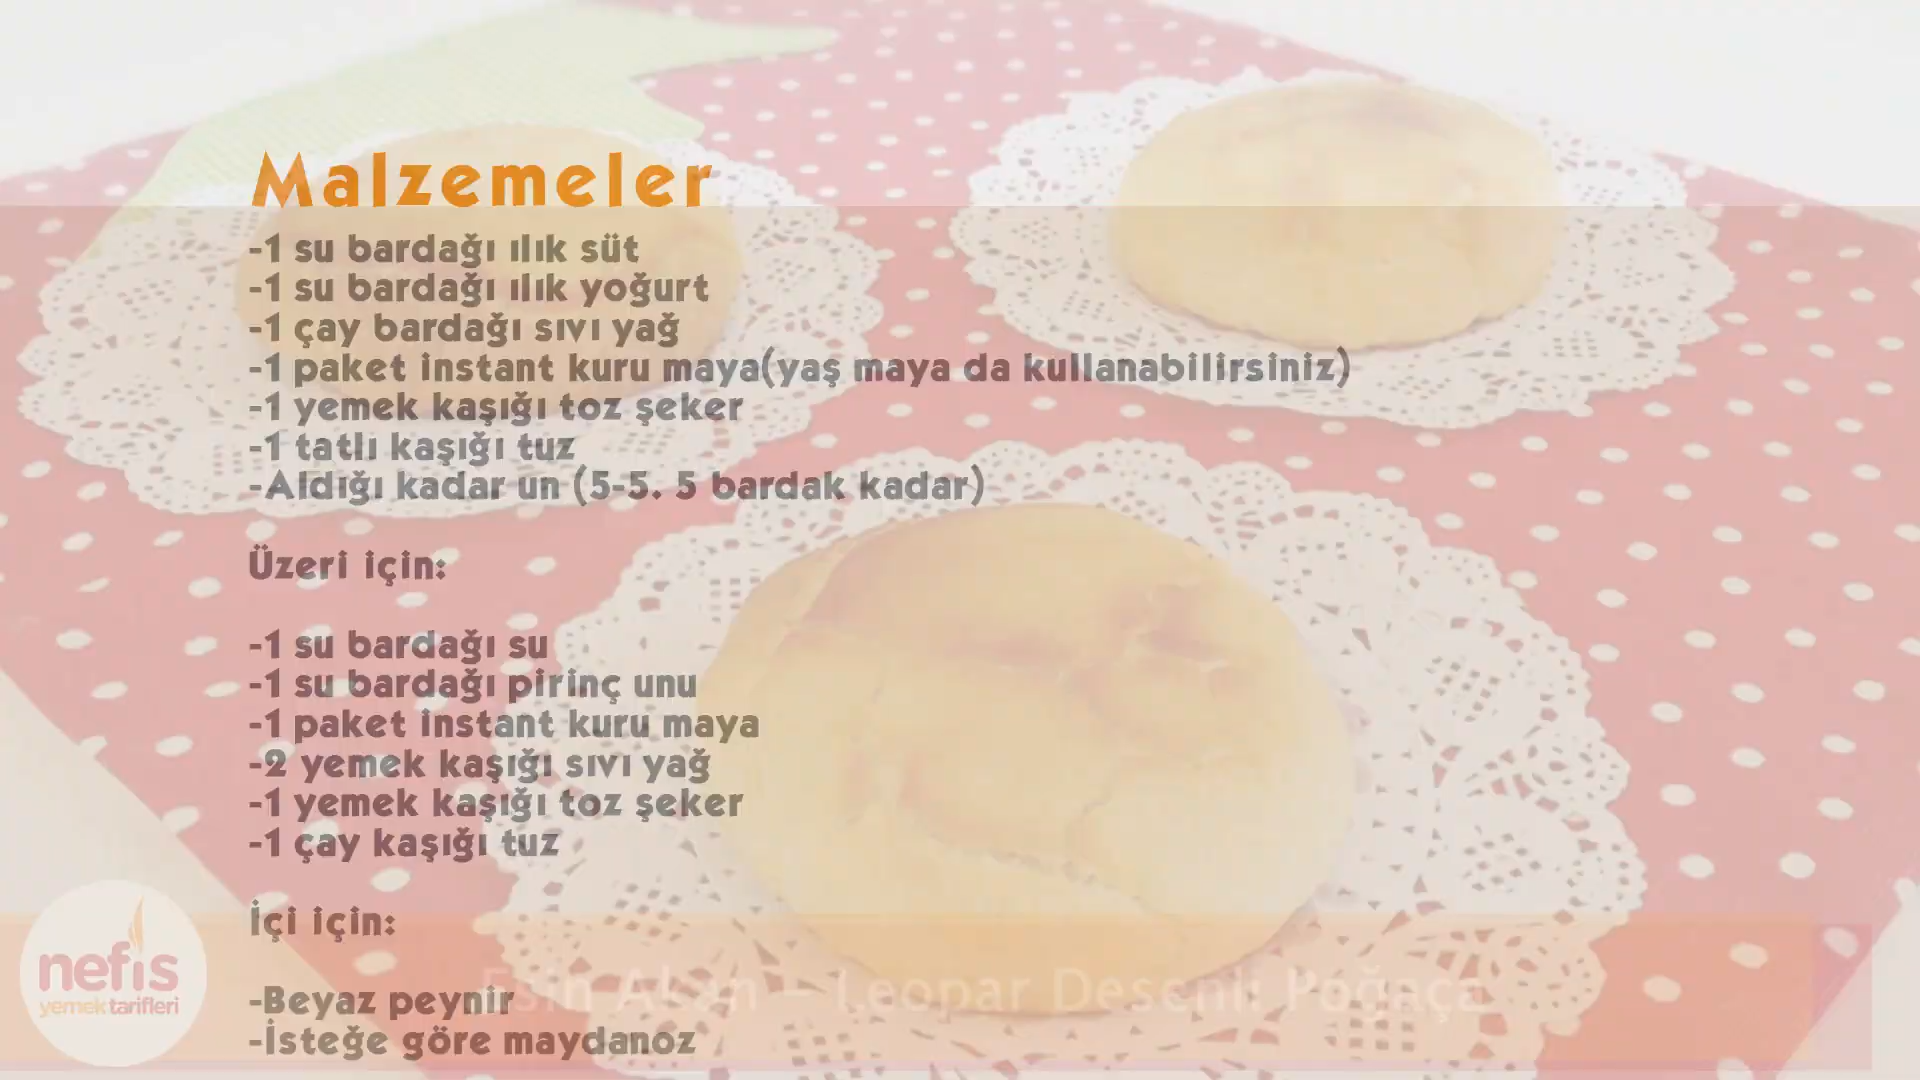 Malzemeler
-1 su bardağı ılık süt
-1 su bardağı ılık yoğurt
-1 çay bardağı sıvı yağ
-1 paket instant kuru maya(yaş maya da kullanabilirsiniz)
-1 yemek kaşığı toz şeker
-1 tatlı kaşığı tuz
-Aldığı kadar un (5-5. 5 bardak kadar)
Üzeri için:
-1 su bardağı su
-1 su bardağı pirinç unu
-1 paket instant kuru maya
-2 yemek kaşığı sıvı yağ
-1 yemek kaşığı toz şeker
-1 çay kaşığı tuz
İçi için:
-Beyaz peynir
-İsteğe göre maydanoz
nefis
yemektarifleri
– Leopar Desenli Poğaça